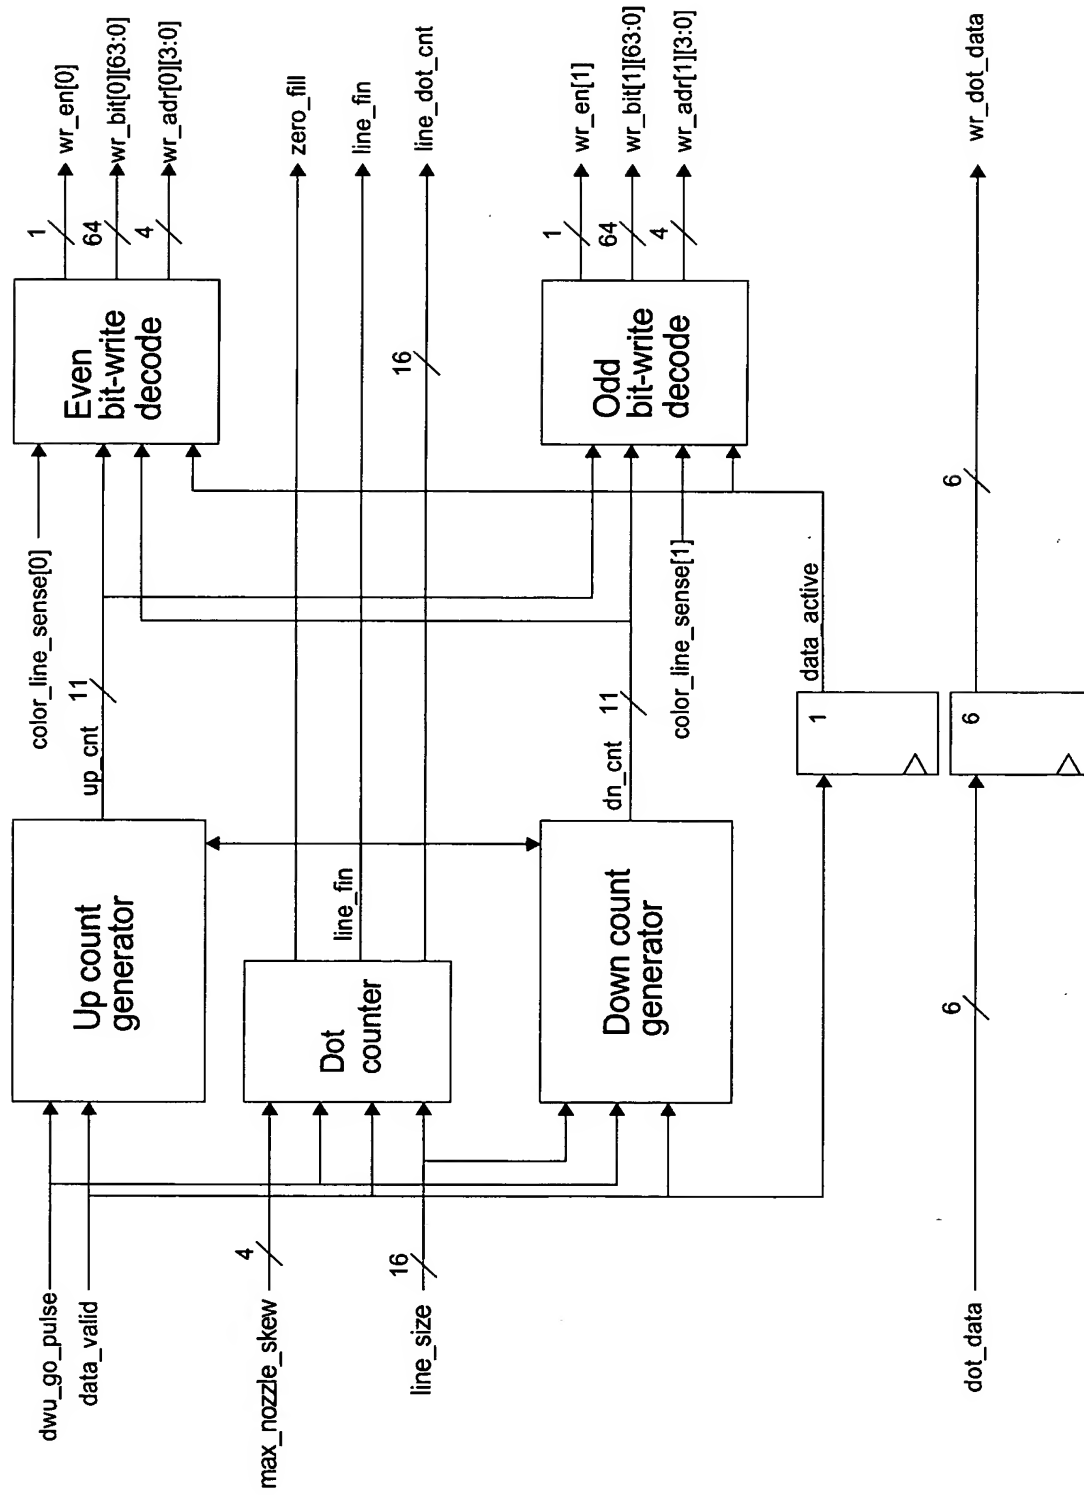 dwu_go_pulse
data_valid
max_nozzle_skew
4
line_size
16
dot_data
6
Up count
generator
Dot
counter
Down count
generator
up_cnt
11
line_fin
dn_cnt
11
color_line_sense[0]
color_line_sense[1]
data_active
1
6
Even
bit-write
decode
Odd
bit-write
decode
16
6
1
64
4
1
64
4
wr_en[0]
wr_bit[0][63:0]
wr_adr[0][3:0]
zero_fill
line_fin
line_dot_cnt
wr_en[1]
wr_bit[1][63:0]
wr_adr[1][3:0]
wr_dot_data